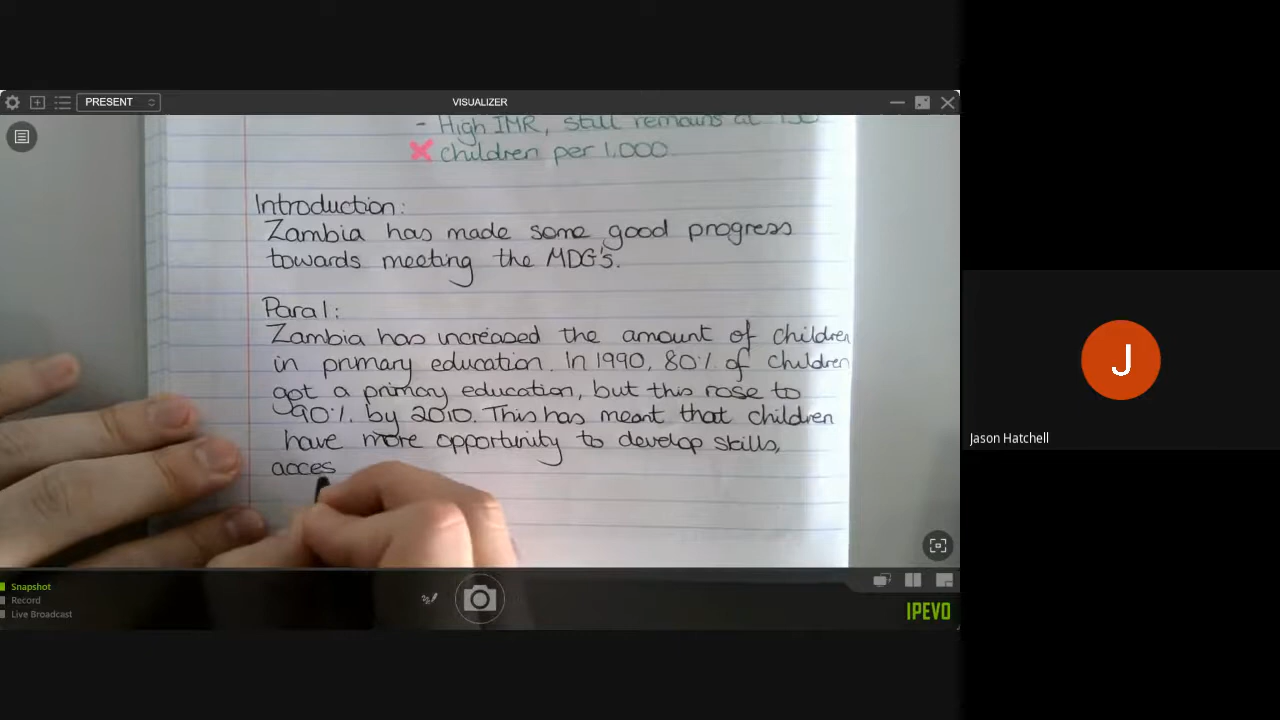 PRESENT
VISUALIZER
- High IMR, still remains at
children per 1,000
Introduction:
Zambia has made some good progress
towards meeting the MDG's.
Para 1:
Zambia has increased the amount of children
in primary education. In 1990, 80% of children
got a primary education, but this rose to
90% by 2010. This has meant that children
have more opportunity to develop skills,
acces
J
Jason Hatchell
Snapshot
Record
Live Broadcast
IPEVO